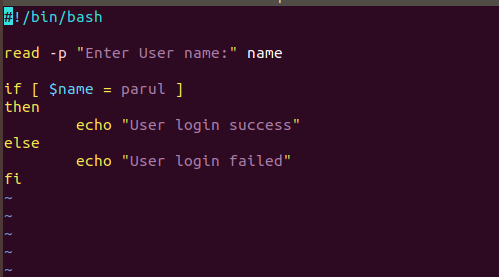 #!/bin/bash
read -p "Enter User name:" name
if [ $name = parul ]
then
        echo "User login success"
else
        echo "User login failed"
fi
~
~
~
~
~